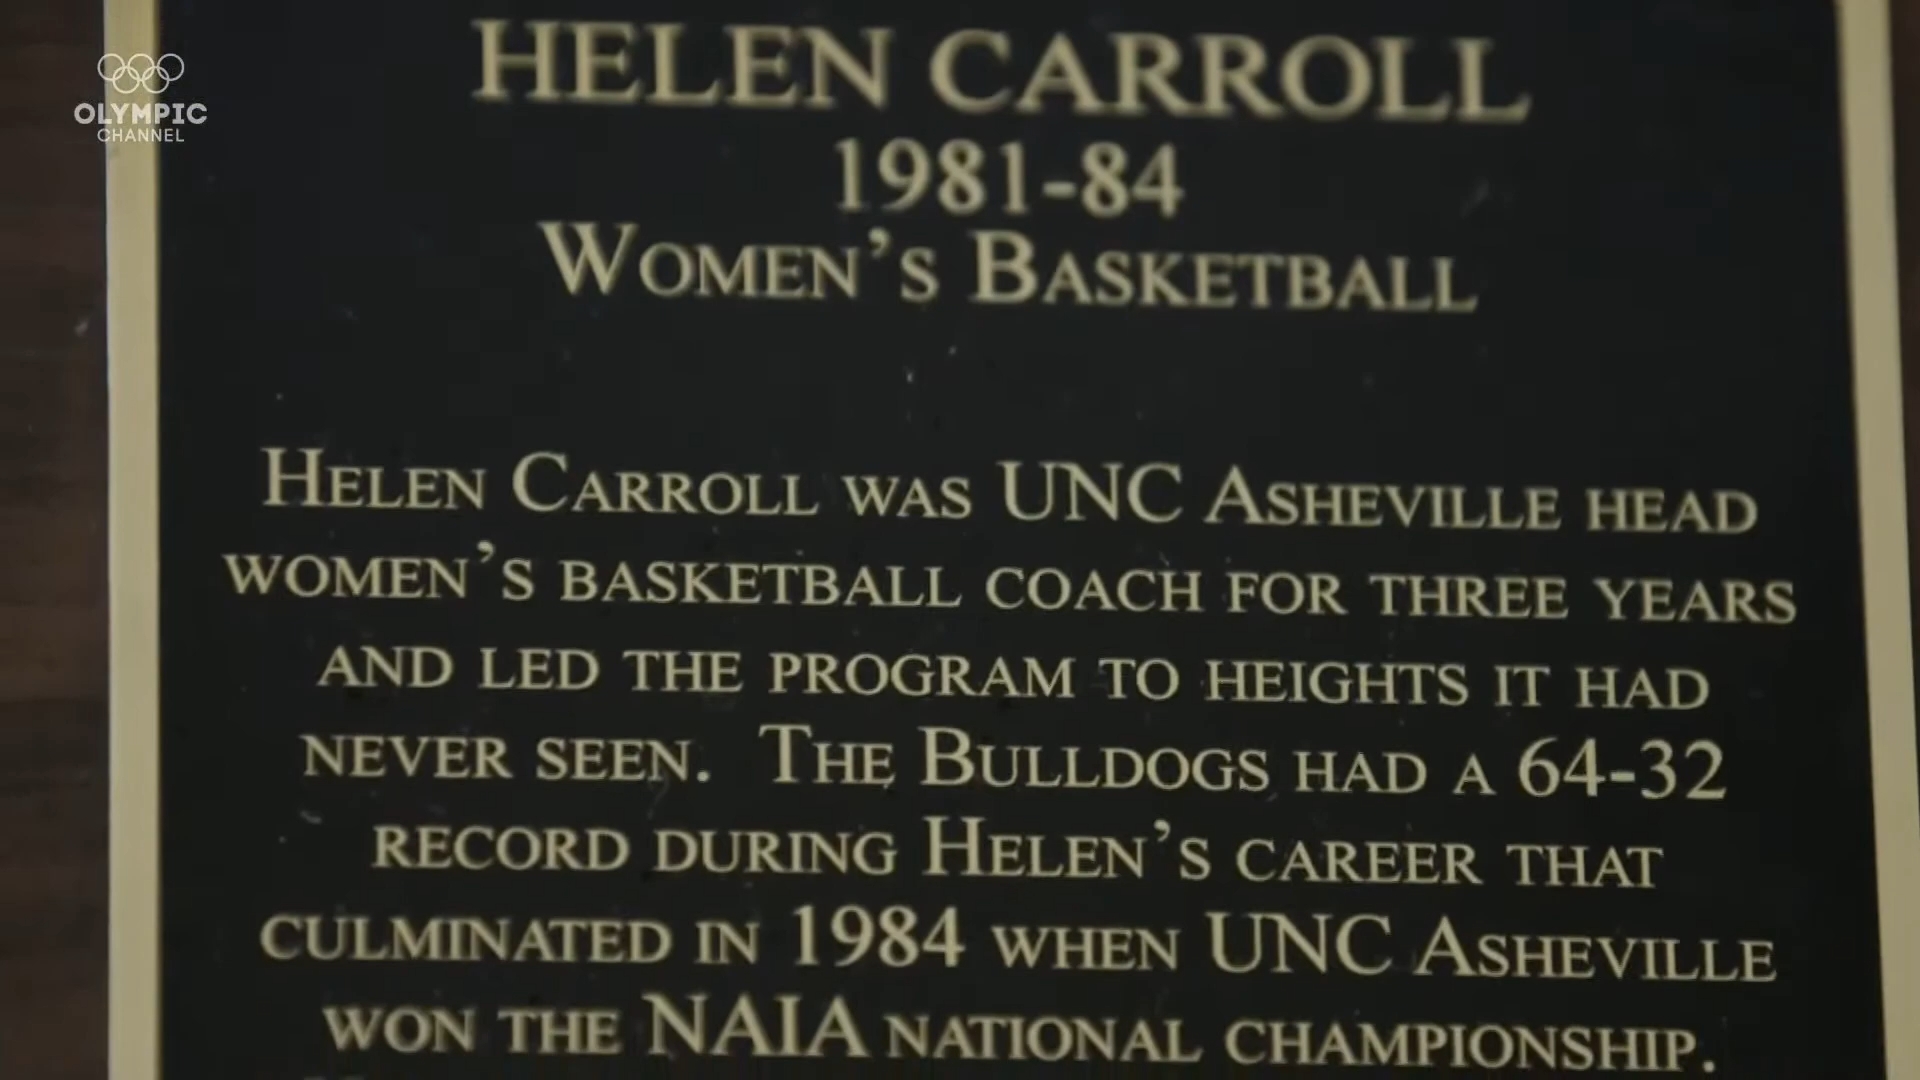 OLYMPIC
CHANNEL
HELEN CARROLL
1981-84
WOMEN'S BASKETBALL
HELEN CARROLL WAS UNC ASHEVILLE HEAD
WOMEN'S BASKETBALL COACH FOR THREE YEARS
AND LED THE PROGRAM TO HEIGHTS IT HAD
NEVER SEEN. THE BULLDOGS HAD A 64-32
RECORD DURING HELEN'S CAREER THAT
CULMINATED IN 1984 WHEN UNC ASHEVILLE
WON THE NAIA NATIONAL CHAMPIONSHIP.